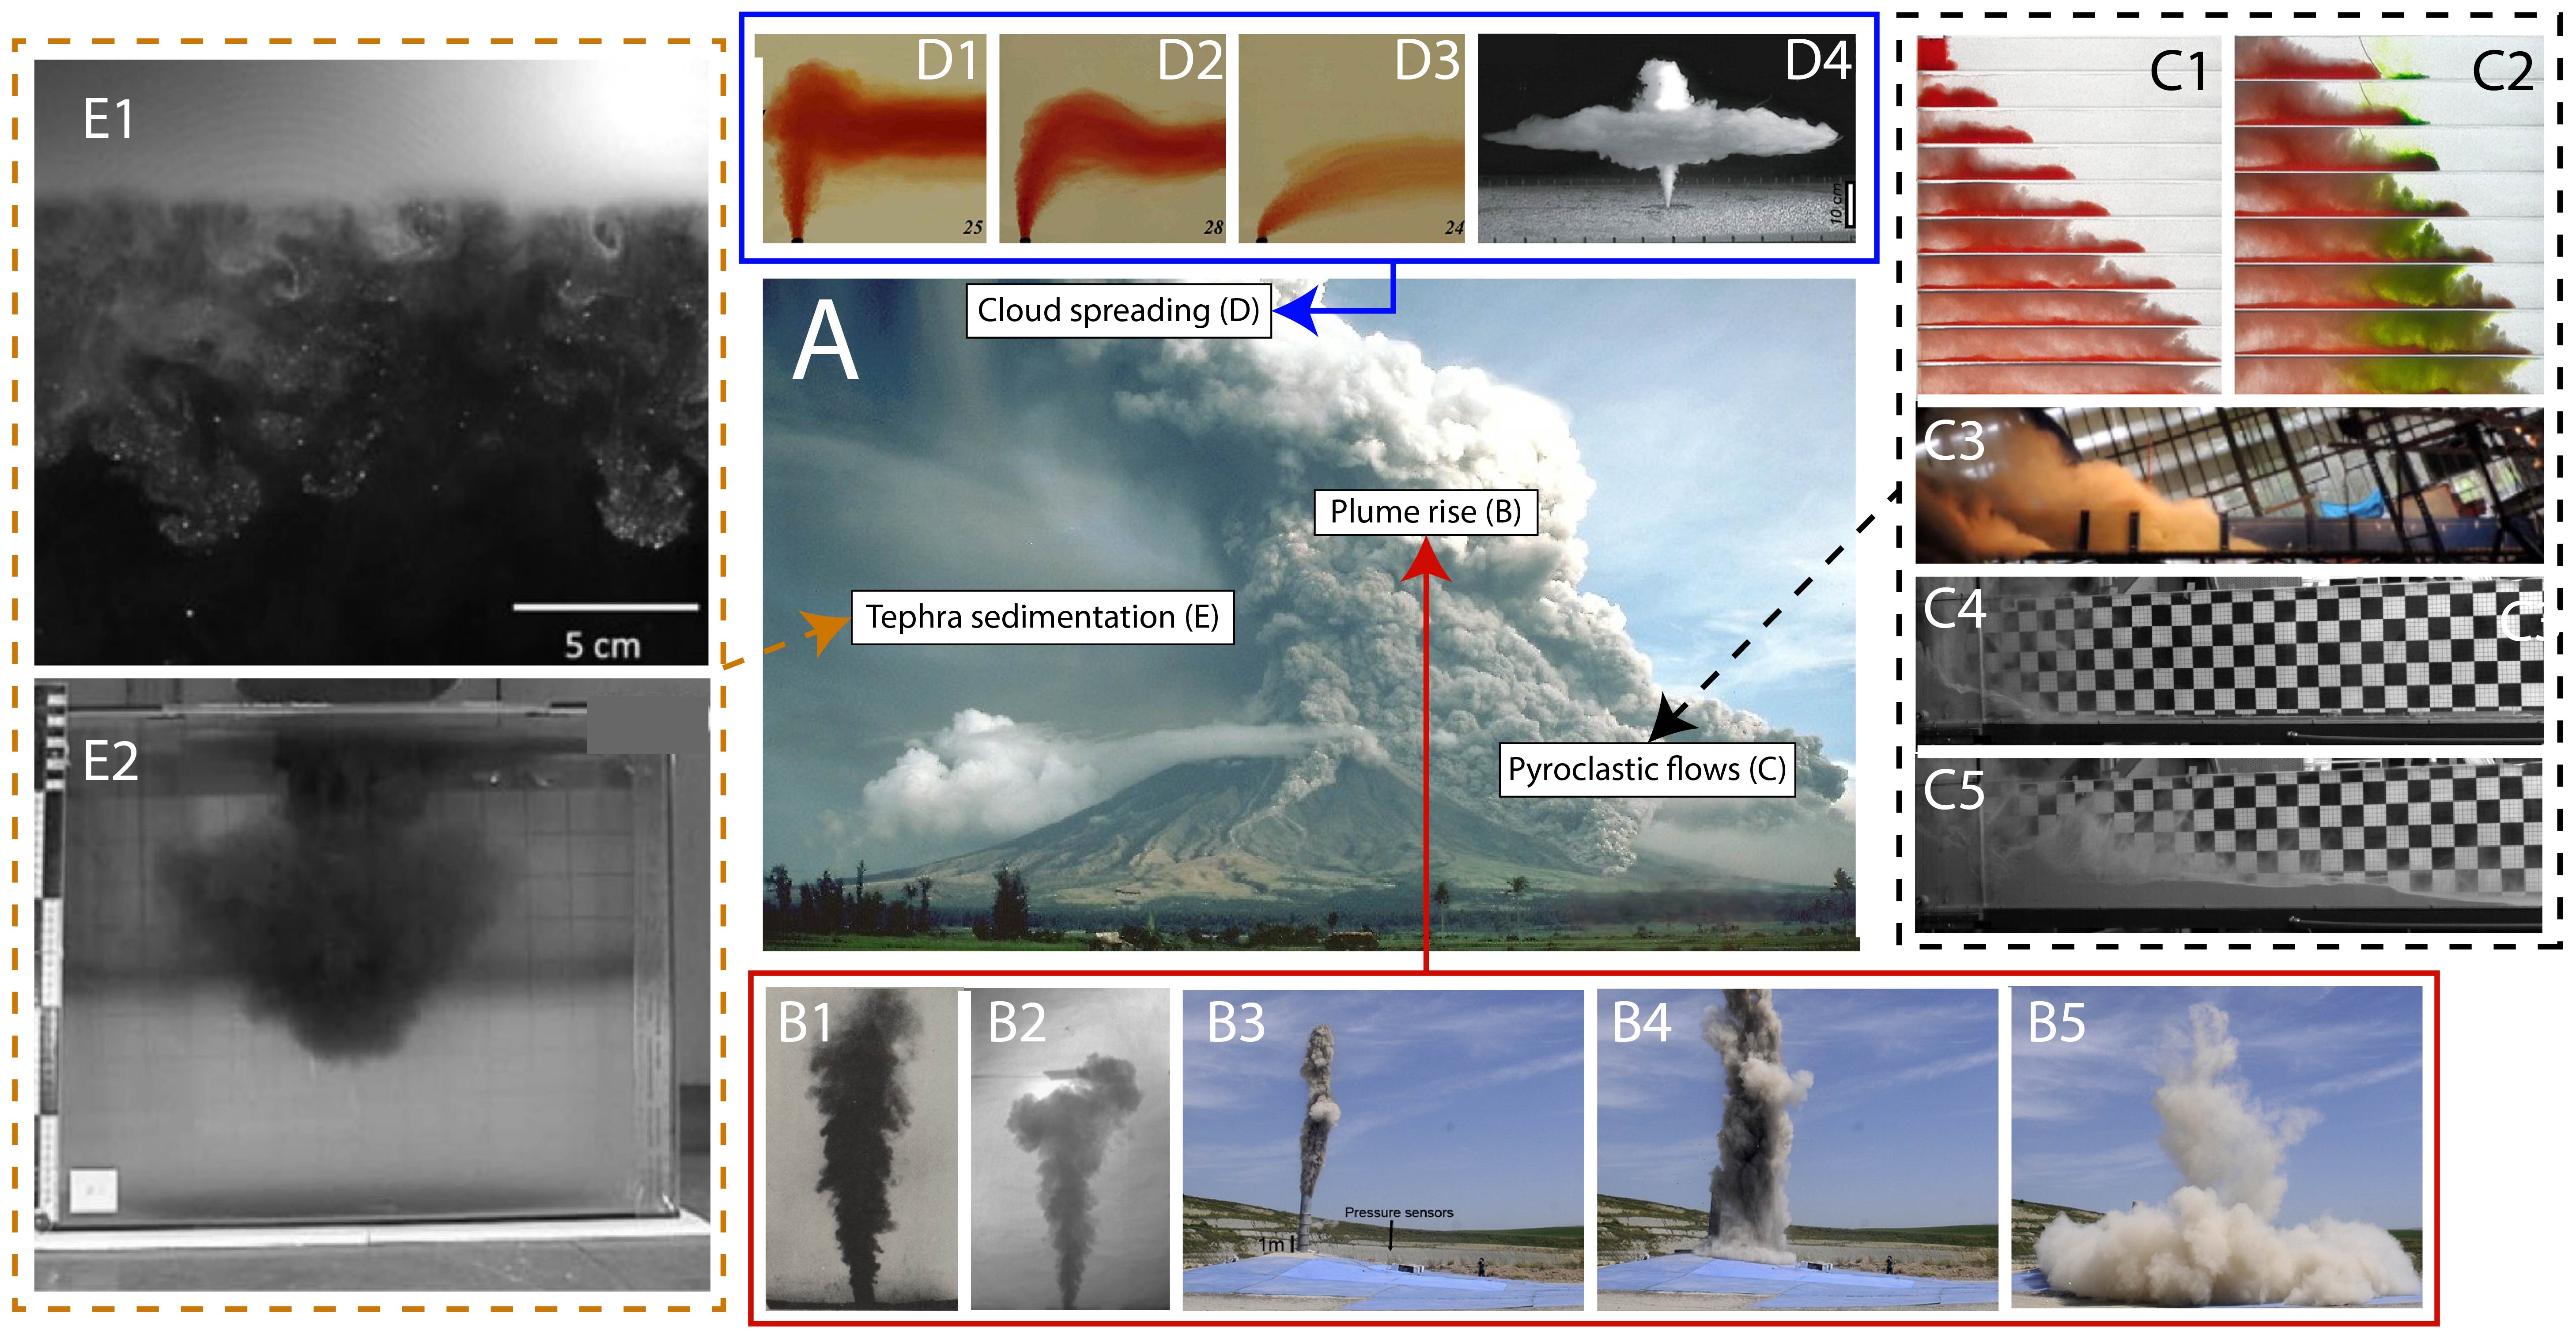 E1
5 cm
E2
D1
25
D2
28
D3
24
D4
10 cm
A
Cloud spreading (D)
Plume rise (B)
Tephra sedimentation (E)
Pyroclastic flows (C)
C1
C2
C3
C4
C5
B1
B2
B3
Pressure sensors
1m
B4
B5